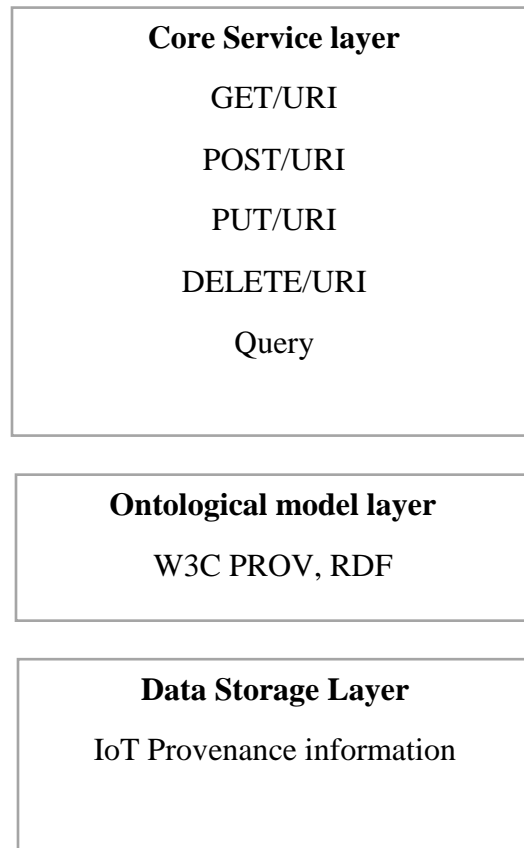 Core Service layer
GET/URI
POST/URI
PUT/URI
DELETE/URI
Query
Ontological model layer
W3C PROV, RDF
Data Storage Layer
IoT Provenance information